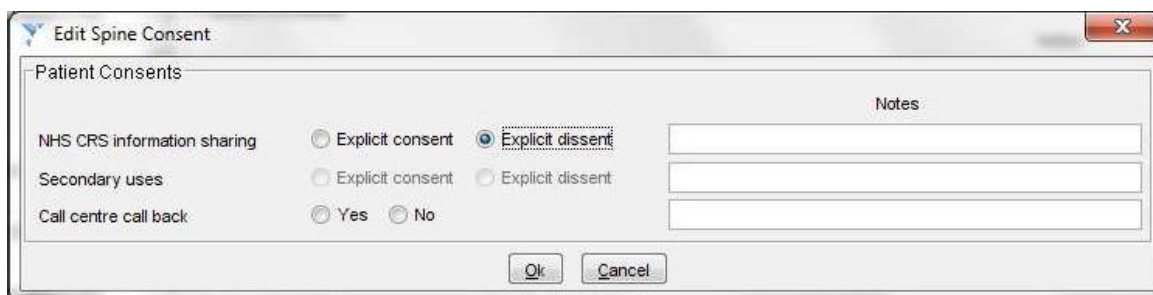 Edit Spine Consent
Patient Consents
Notes
NHS CRS information sharing Explicit consent Explicit dissent
Secondary uses Explicit consent Explicit dissent
Call centre call back Yes No
Ok Cancel